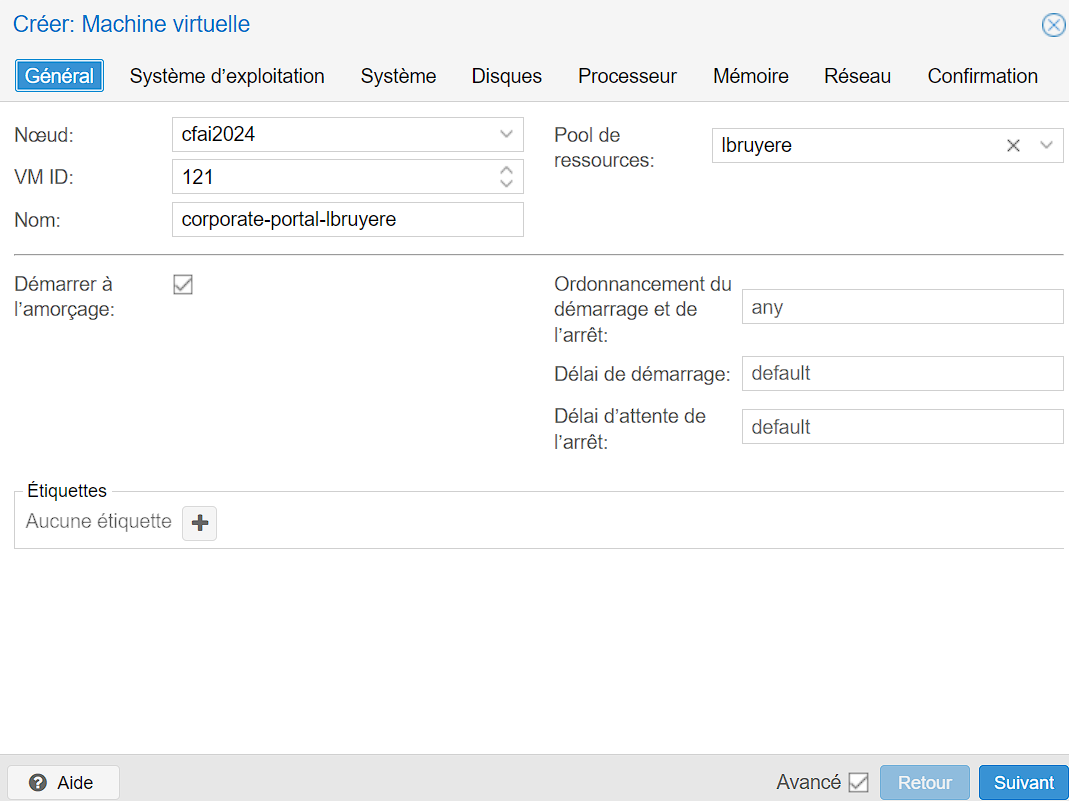 Créer: Machine virtuelle
Général Système d’exploitation Système Disques Processeur Mémoire Réseau Confirmation
Nœud: cfai2024
VM ID: 121
Nom: corporate-portal-lbruyere
Pool de
ressources: lbruyere
Démarrer à
l’amorçage:
Ordonnancement du
démarrage et de
l’arrêt: any
Délai de démarrage: default
Délai d’attente de
l’arrêt: default
Étiquettes
Aucune étiquette
Aide Avancé Retour Suivant